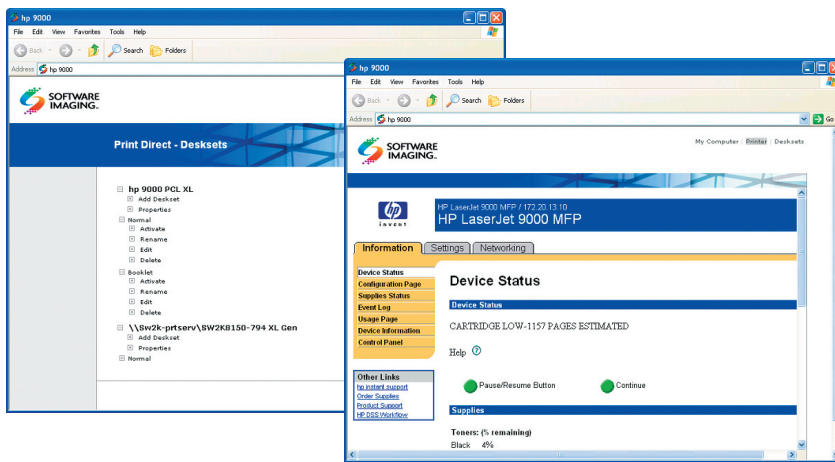 hp 9000
File Edit View Favorites Tools Help
Back Search Folders
Address hp 9000
SOFTWARE
IMAGING
Print Direct - Desksets
hp 9000 PCL XL
Add Deskset
Properties
Normal
Activate
Rename
Edit
Delete
Booklet
Activate
Rename
Edit
Delete
\\Sw2k-prtserv\SW2K8150-794 XL Gen
Add Deskset
Properties
Normal
hp 9000
File Edit View Favorites Tools Help
Back Search Folders
Address hp 9000 Go
SOFTWARE
IMAGING
My Computer | Printer | Desksets
hp
invent
HP LaserJet 9000 MFP / 172.20.13.10
HP LaserJet 9000 MFP
Information Settings Networking
Device Status
Configuration Page
Supplies Status
Event Log
Usage Page
Device Information
Control Panel
Other Links
hp instant support
Order Supplies
Product Support
HP DSS Workflow
Device Status
Device Status
CARTRIDGE LOW-1157 PAGES ESTIMATED
Help ?
Pause/Resume Button Continue
Supplies
Toners: (% remaining)
Black 4%